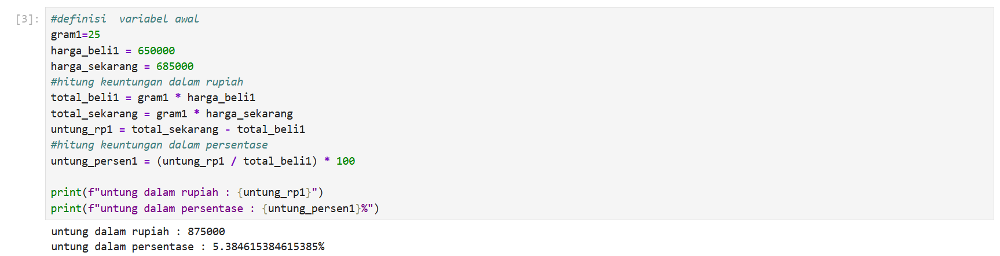 [3]:
#definisi  variabel awal
gram1=25
harga_beli1 = 650000
harga_sekarang = 685000
#hitung keuntungan dalam rupiah
total_beli1 = gram1 * harga_beli1
total_sekarang = gram1 * harga_sekarang
untung_rp1 = total_sekarang - total_beli1
#hitung keuntungan dalam persentase
untung_persen1 = (untung_rp1 / total_beli1) * 100
print(f"untung dalam rupiah : {untung_rp1}")
print(f"untung dalam persentase : {untung_persen1}%")
untung dalam rupiah : 875000
untung dalam persentase : 5.384615384615385%